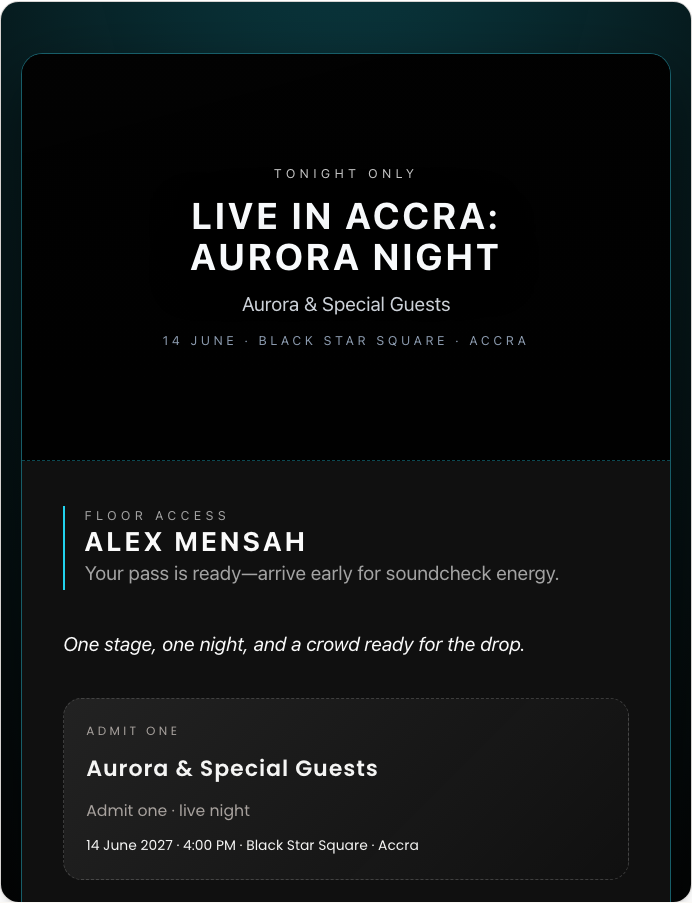 TONIGHT ONLY
LIVE IN ACCRA:
AURORA NIGHT
Aurora & Special Guests
14 JUNE · BLACK STAR SQUARE · ACCRA
FLOOR ACCESS
ALEX MENSAH
Your pass is ready—arrive early for soundcheck energy.
One stage, one night, and a crowd ready for the drop.
ADMIT ONE
Aurora & Special Guests
Admit one · live night
14 June 2027 · 4:00 PM · Black Star Square · Accra